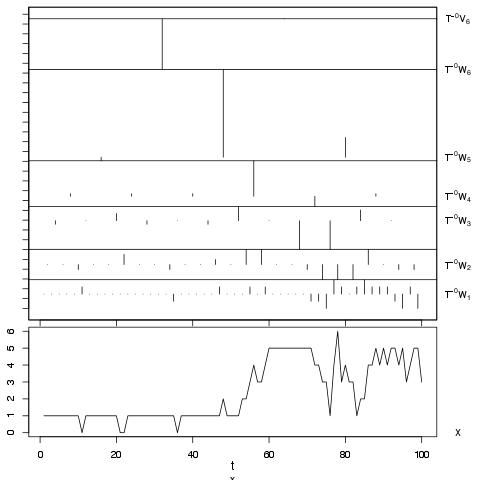 T⁻⁰V₆
T⁻⁰W₆
T⁻⁰W₅
T⁻⁰W₄
T⁻⁰W₃
T⁻⁰W₂
T⁻⁰W₁
6
5
4
3
2
1
0
X
0 20 40 60 80 100
t
x